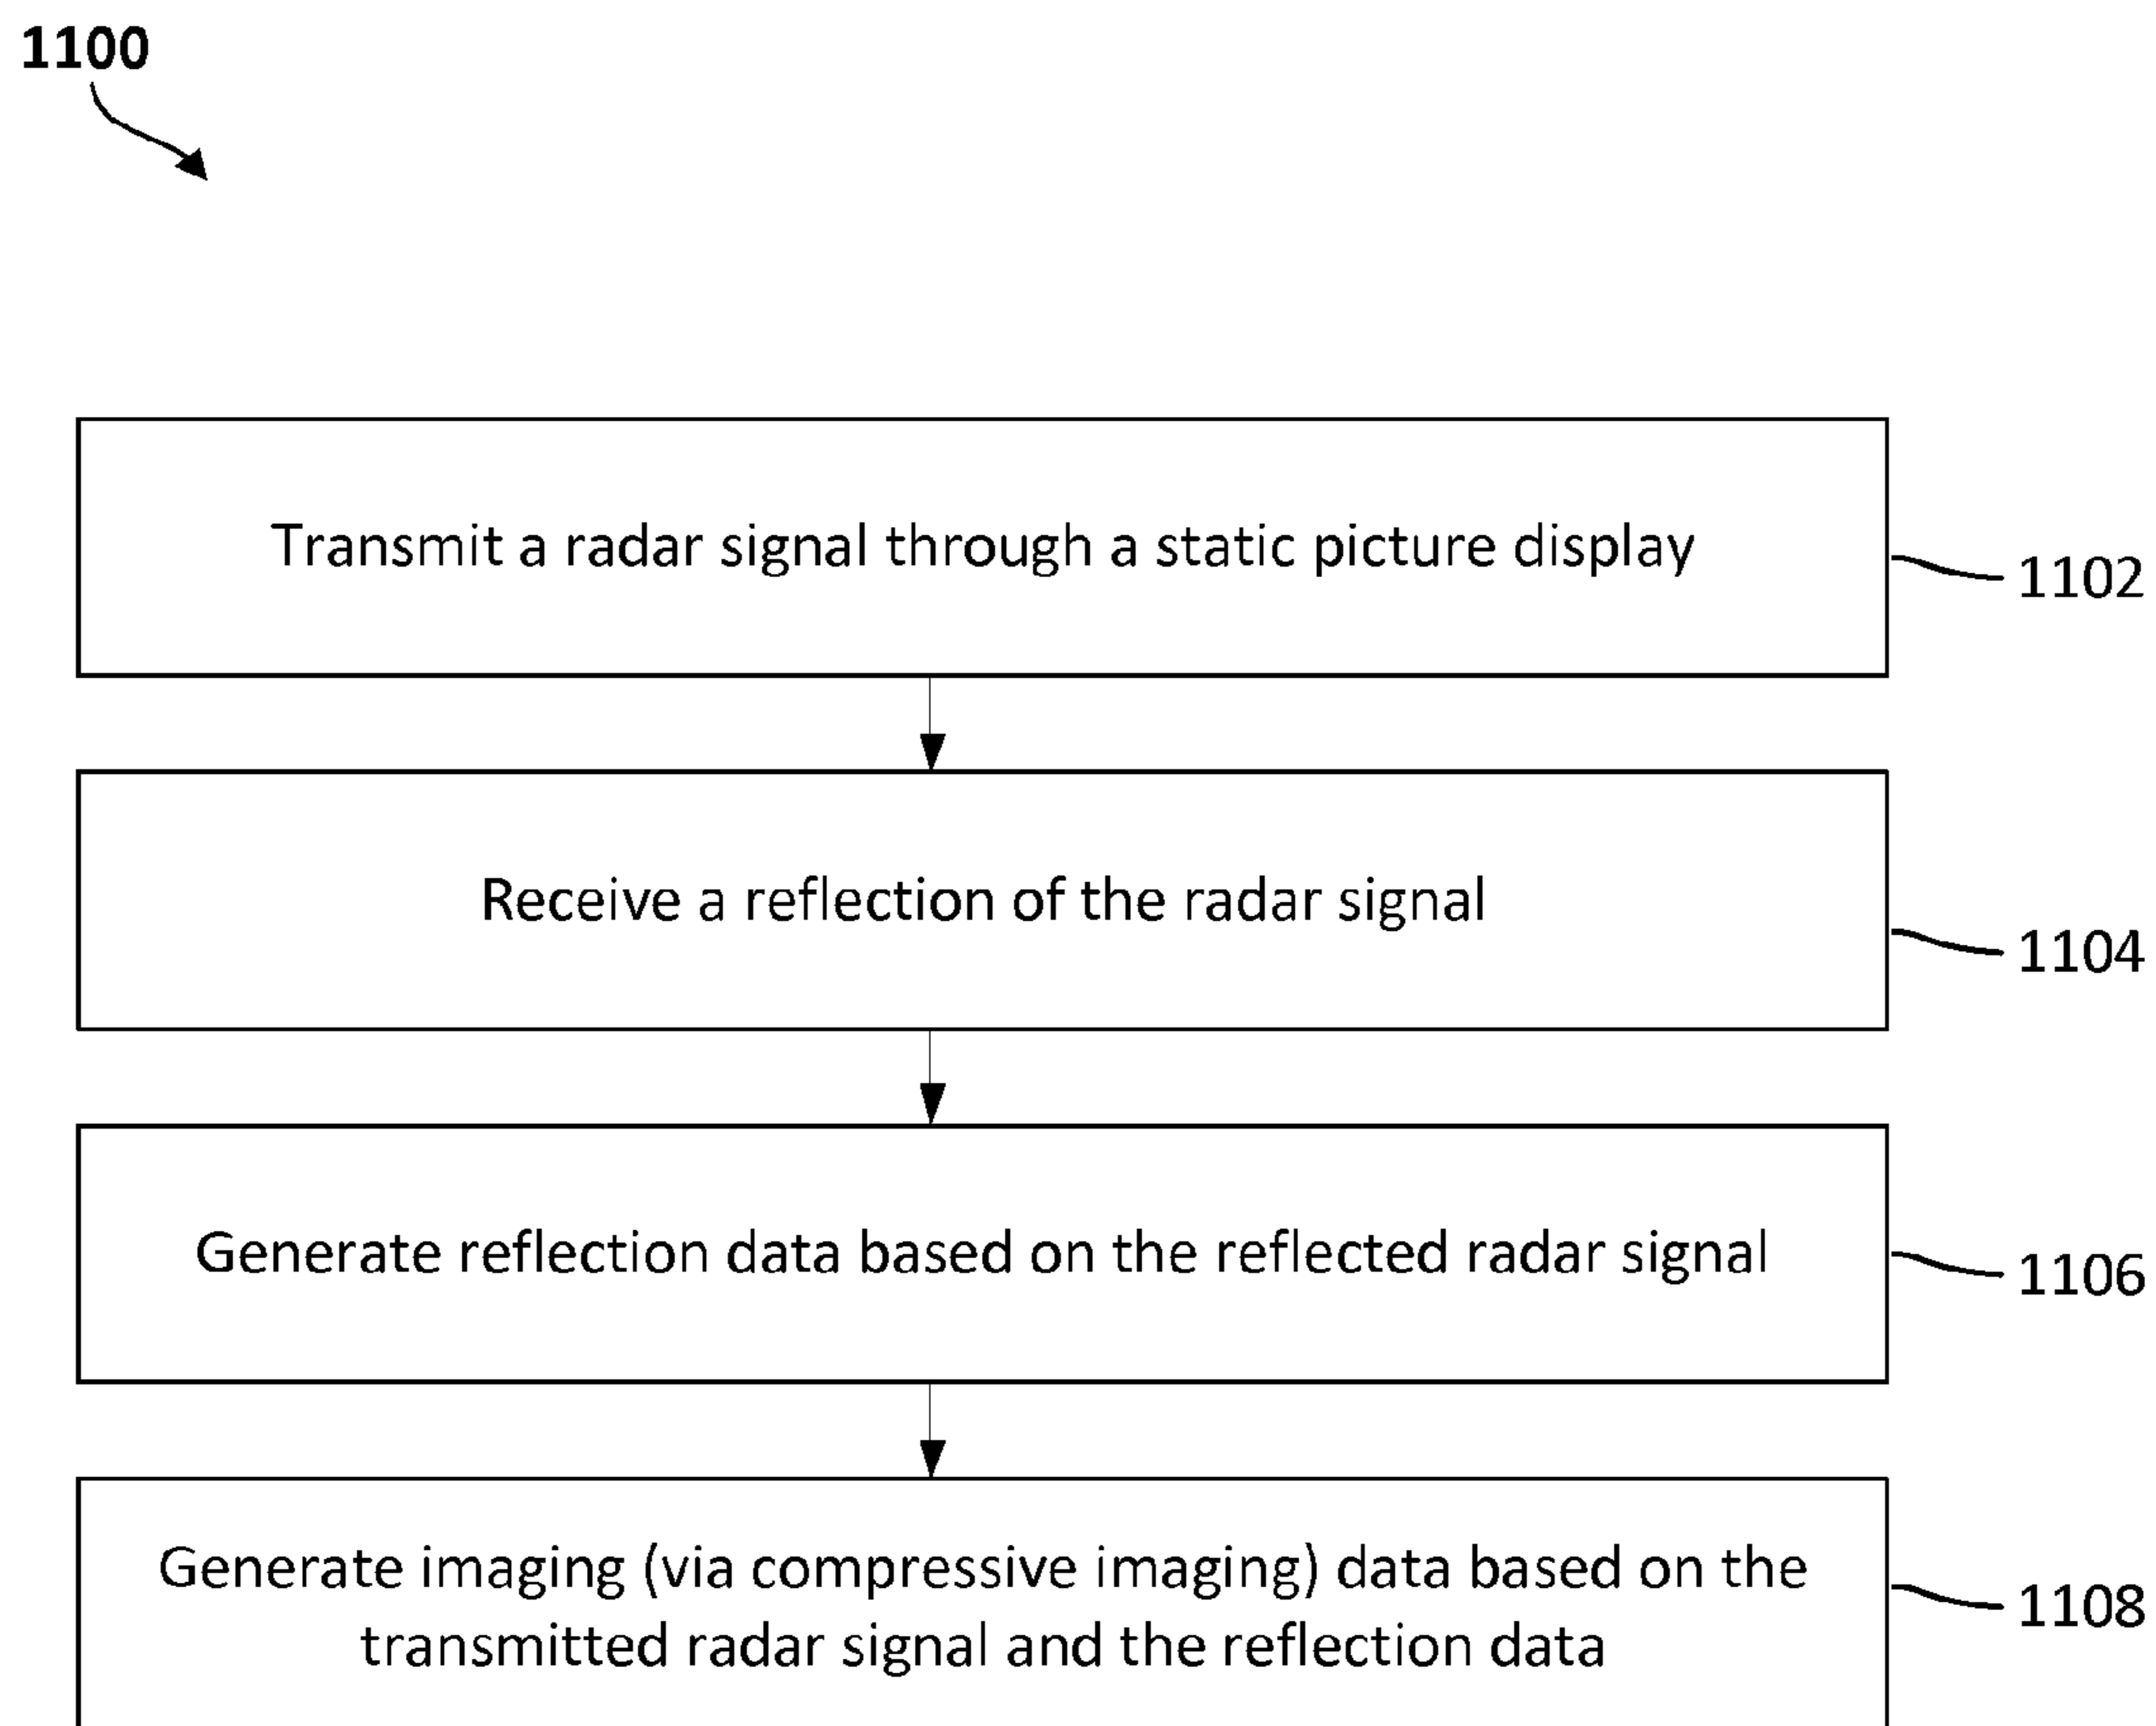 1100
Transmit a radar signal through a static picture display
1102
Receive a reflection of the radar signal
1104
Generate reflection data based on the reflected radar signal
1106
Generate imaging (via compressive imaging) data based on the
transmitted radar signal and the reflection data
1108